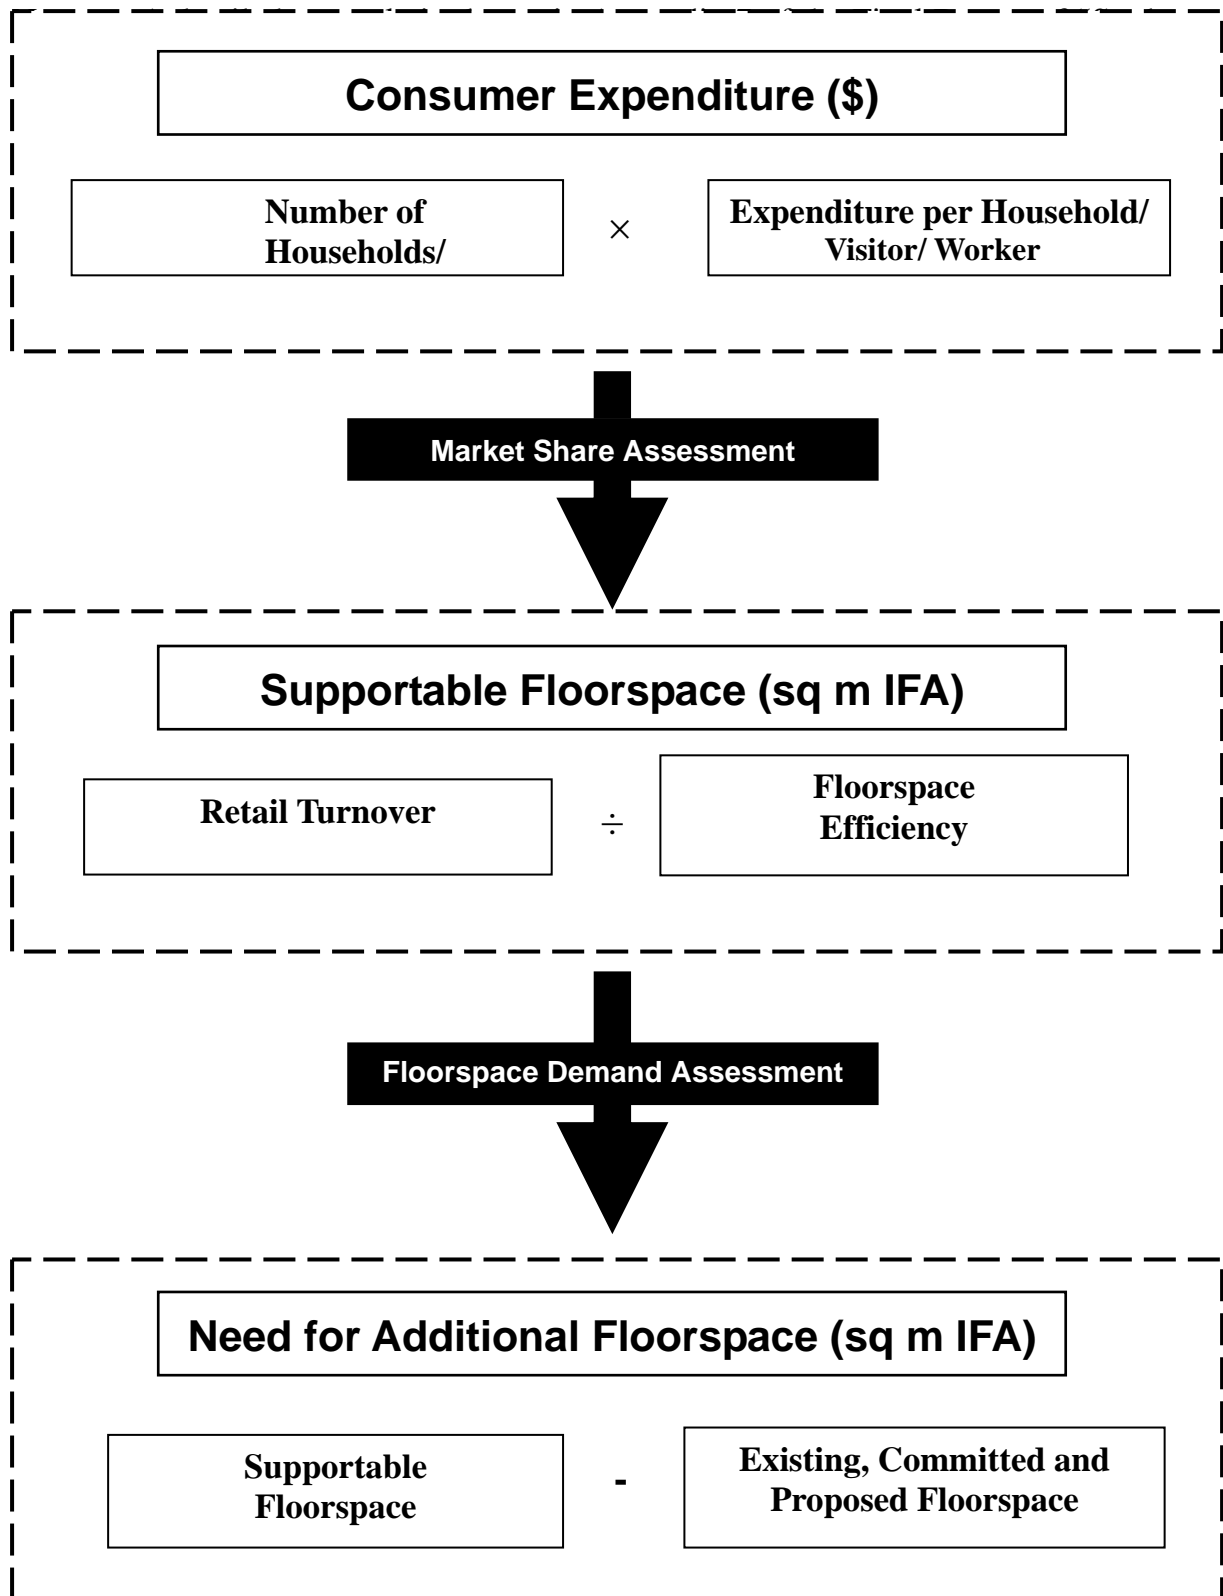 Consumer Expenditure ($)
Number of
Households/
×
Expenditure per Household/
Visitor/ Worker
Market Share Assessment
Supportable Floorspace (sq m IFA)
Retail Turnover
÷
Floorspace
Efficiency
Floorspace Demand Assessment
Need for Additional Floorspace (sq m IFA)
Supportable
Floorspace
-
Existing, Committed and
Proposed Floorspace